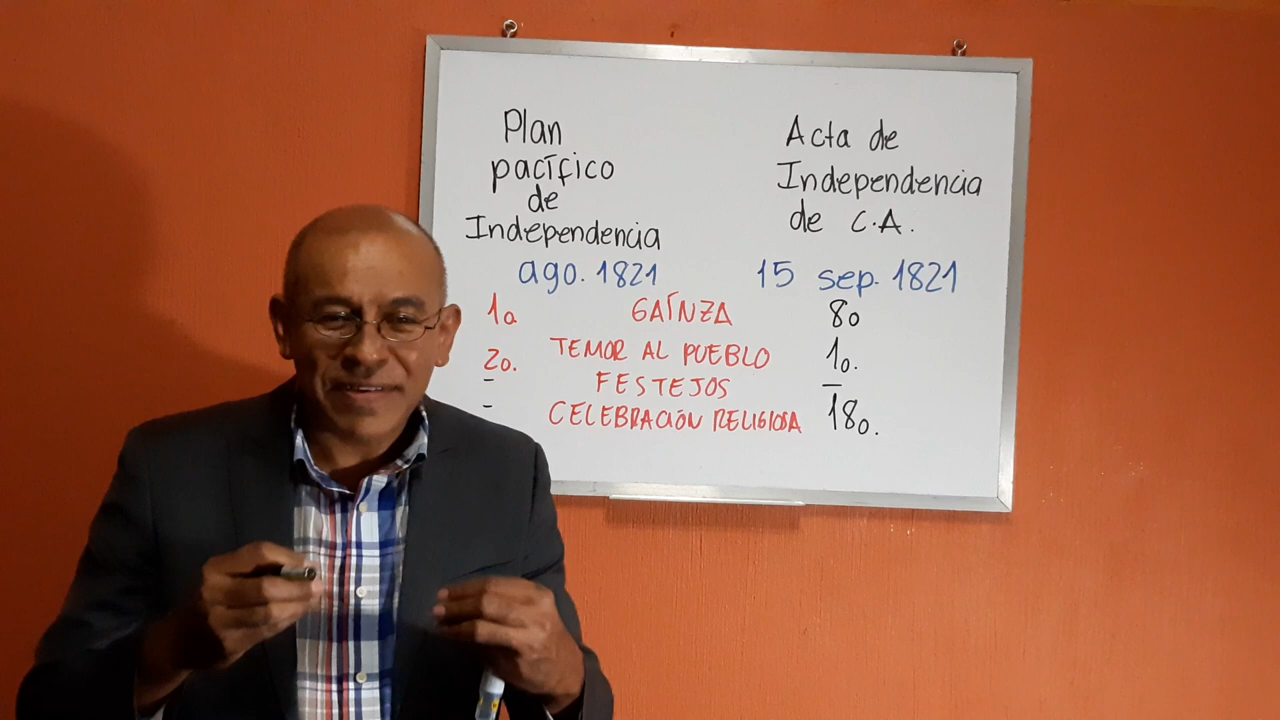 Plan
pacífico
de
Independencia
ago. 1821
Acta de
Independencia
de C.A.
15 sep. 1821
1a GAÍNZA 8o
2o. TEMOR AL PUEBLO 1o.
- FESTEJOS -
- CELEBRACIÓN RELIGIOSA 18o.